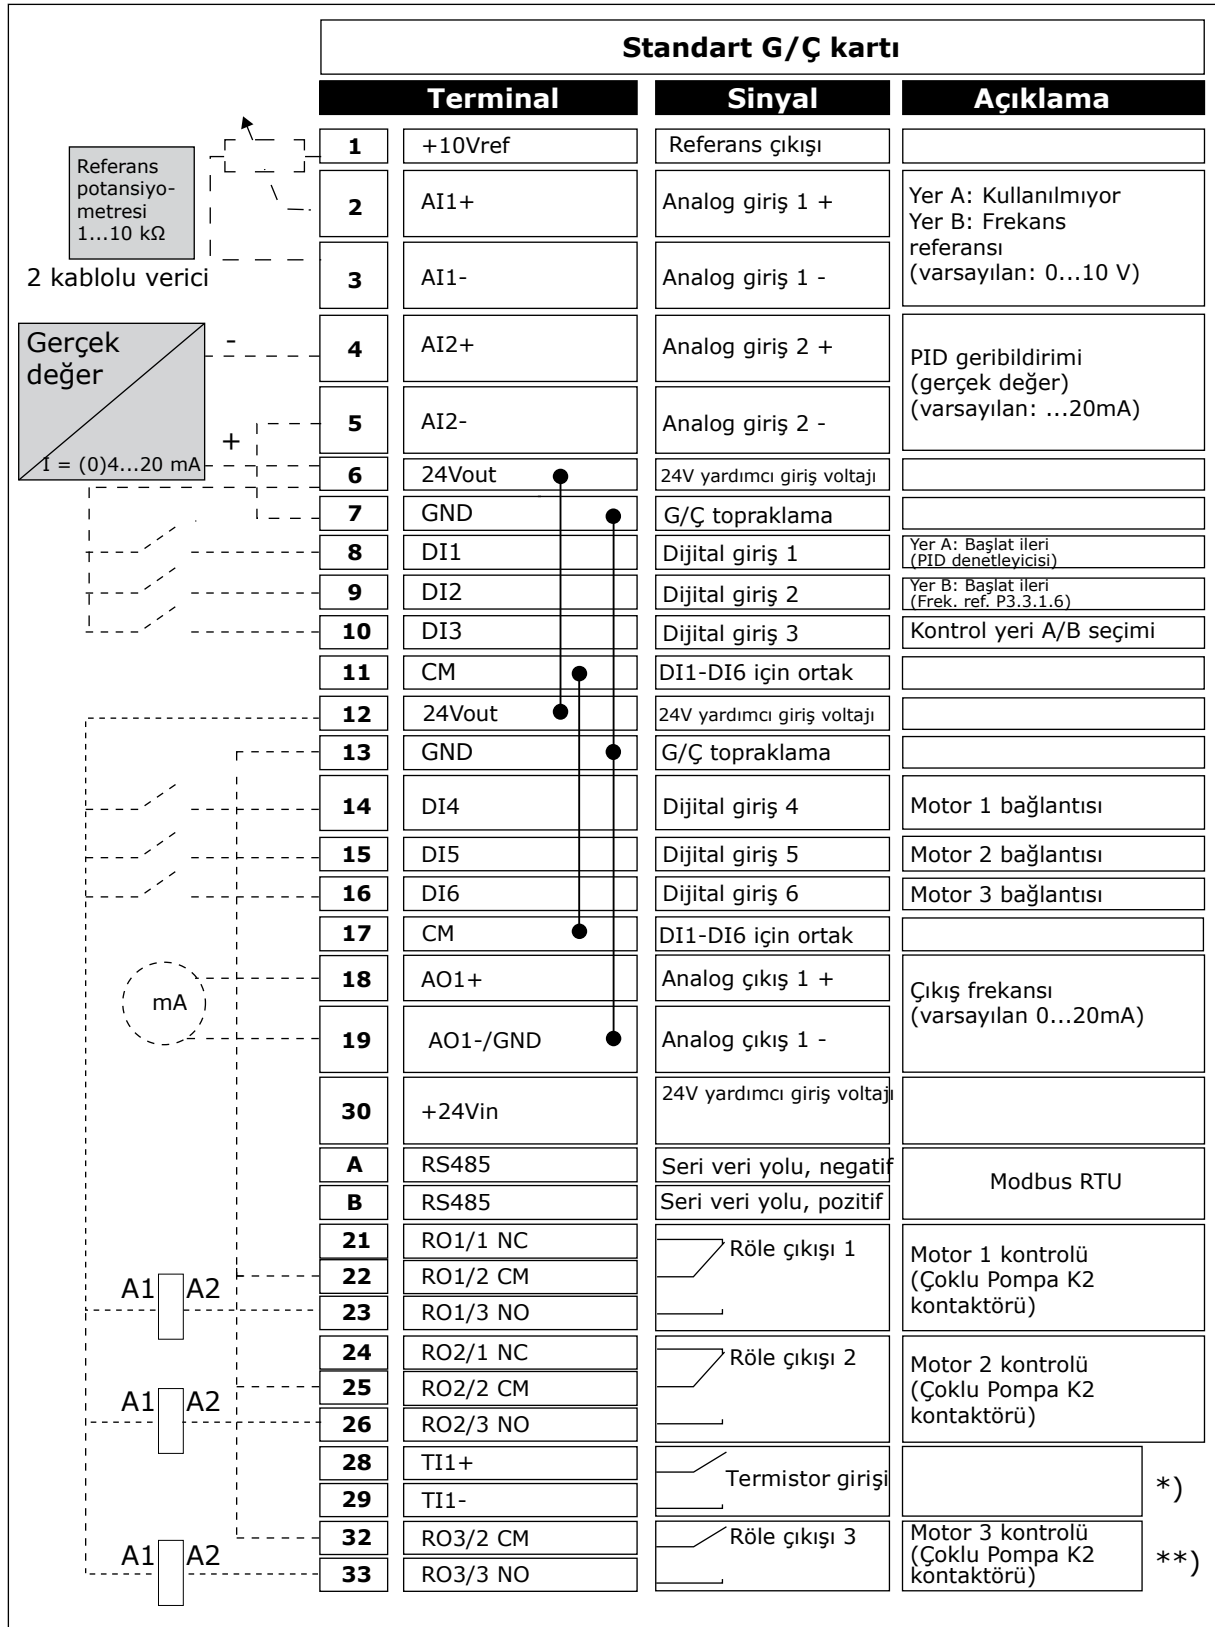 Standart G/Ç kartı
Terminal Sinyal Açıklama
Referans
potansiyo-
metresi
1...10 kΩ
2 kablolu verici
1 +10Vref Referans çıkışı
2 AI1+ Analog giriş 1 +
3 AI1- Analog giriş 1 -
Yer A: Kullanılmıyor
Yer B: Frekans
referansı
(varsayılan: 0...10 V)
Gerçek
değer
I = (0)4...20 mA
-
+
4 AI2+ Analog giriş 2 +
5 AI2- Analog giriş 2 -
PID geribildirimi
(gerçek değer)
(varsayılan: ...20mA)
6 24Vout 24V yardımcı giriş voltajı
7 GND G/Ç topraklama
8 DI1 Dijital giriş 1
Yer A: Başlat ileri
(PID denetleyicisi)
9 DI2 Dijital giriş 2
Yer B: Başlat ileri
(Frek. ref. P3.3.1.6)
10 DI3 Dijital giriş 3 Kontrol yeri A/B seçimi
11 CM DI1-DI6 için ortak
12 24Vout 24V yardımcı giriş voltajı
13 GND G/Ç topraklama
14 DI4 Dijital giriş 4 Motor 1 bağlantısı
15 DI5 Dijital giriş 5 Motor 2 bağlantısı
16 DI6 Dijital giriş 6 Motor 3 bağlantısı
17 CM DI1-DI6 için ortak
mA
18 AO1+ Analog çıkış 1 +
19 AO1-/GND Analog çıkış 1 -
Çıkış frekansı
(varsayılan 0...20mA)
30 +24Vin 24V yardımcı giriş voltajı
A RS485 Seri veri yolu, negatif
B RS485 Seri veri yolu, pozitif
Modbus RTU
21 RO1/1 NC Röle çıkışı 1
22 RO1/2 CM
23 RO1/3 NO
A1 A2
Motor 1 kontrolü
(Çoklu Pompa K2
kontaktörü)
24 RO2/1 NC Röle çıkışı 2
25 RO2/2 CM
26 RO2/3 NO
A1 A2
Motor 2 kontrolü
(Çoklu Pompa K2
kontaktörü)
28 TI1+ Termistor girişi
29 TI1-
*)
32 RO3/2 CM Röle çıkışı 3
33 RO3/3 NO
A1 A2
Motor 3 kontrolü
(Çoklu Pompa K2
kontaktörü)
**)